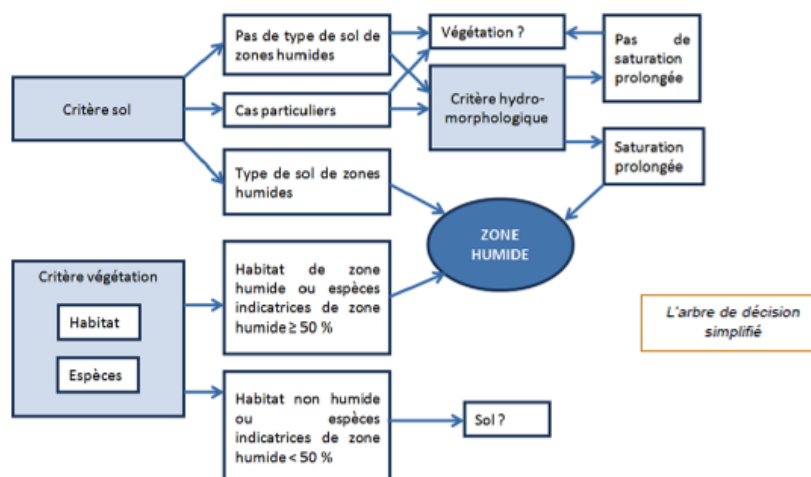 Critère sol
Pas de type de sol de
zones humides
Cas particuliers
Type de sol de zones
humides
Végétation ?
Critère hydro-
morphologique
Pas de
saturation
prolongée
Saturation
prolongée
ZONE
HUMIDE
Critère végétation
Habitat
Espèces
Habitat de zone
humide ou espèces
indicatrices de zone
humide ≥ 50 %
Habitat non humide
ou espèces
indicatrices de zone
humide < 50 %
Sol ?
L'arbre de décision
simplifié